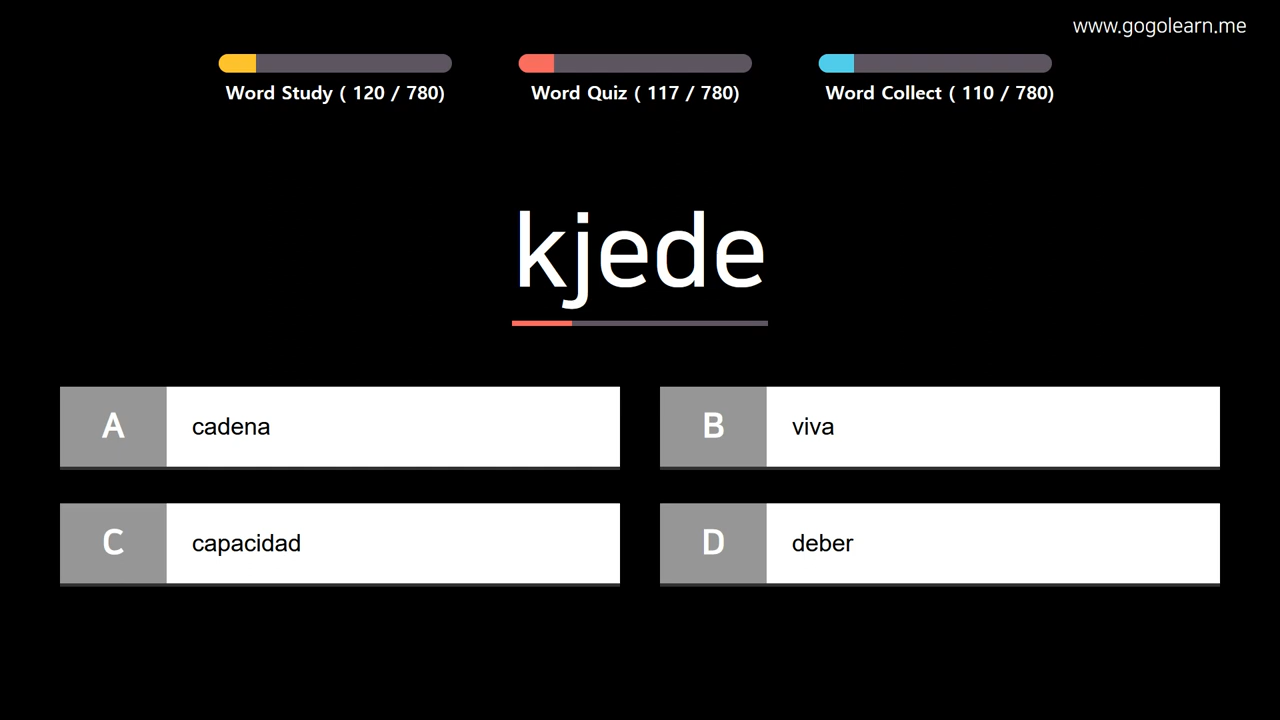 www.gogolearn.me
Word Study ( 120 / 780)
Word Quiz ( 117 / 780)
Word Collect ( 110 / 780)
kjede
A cadena
B viva
C capacidad
D deber